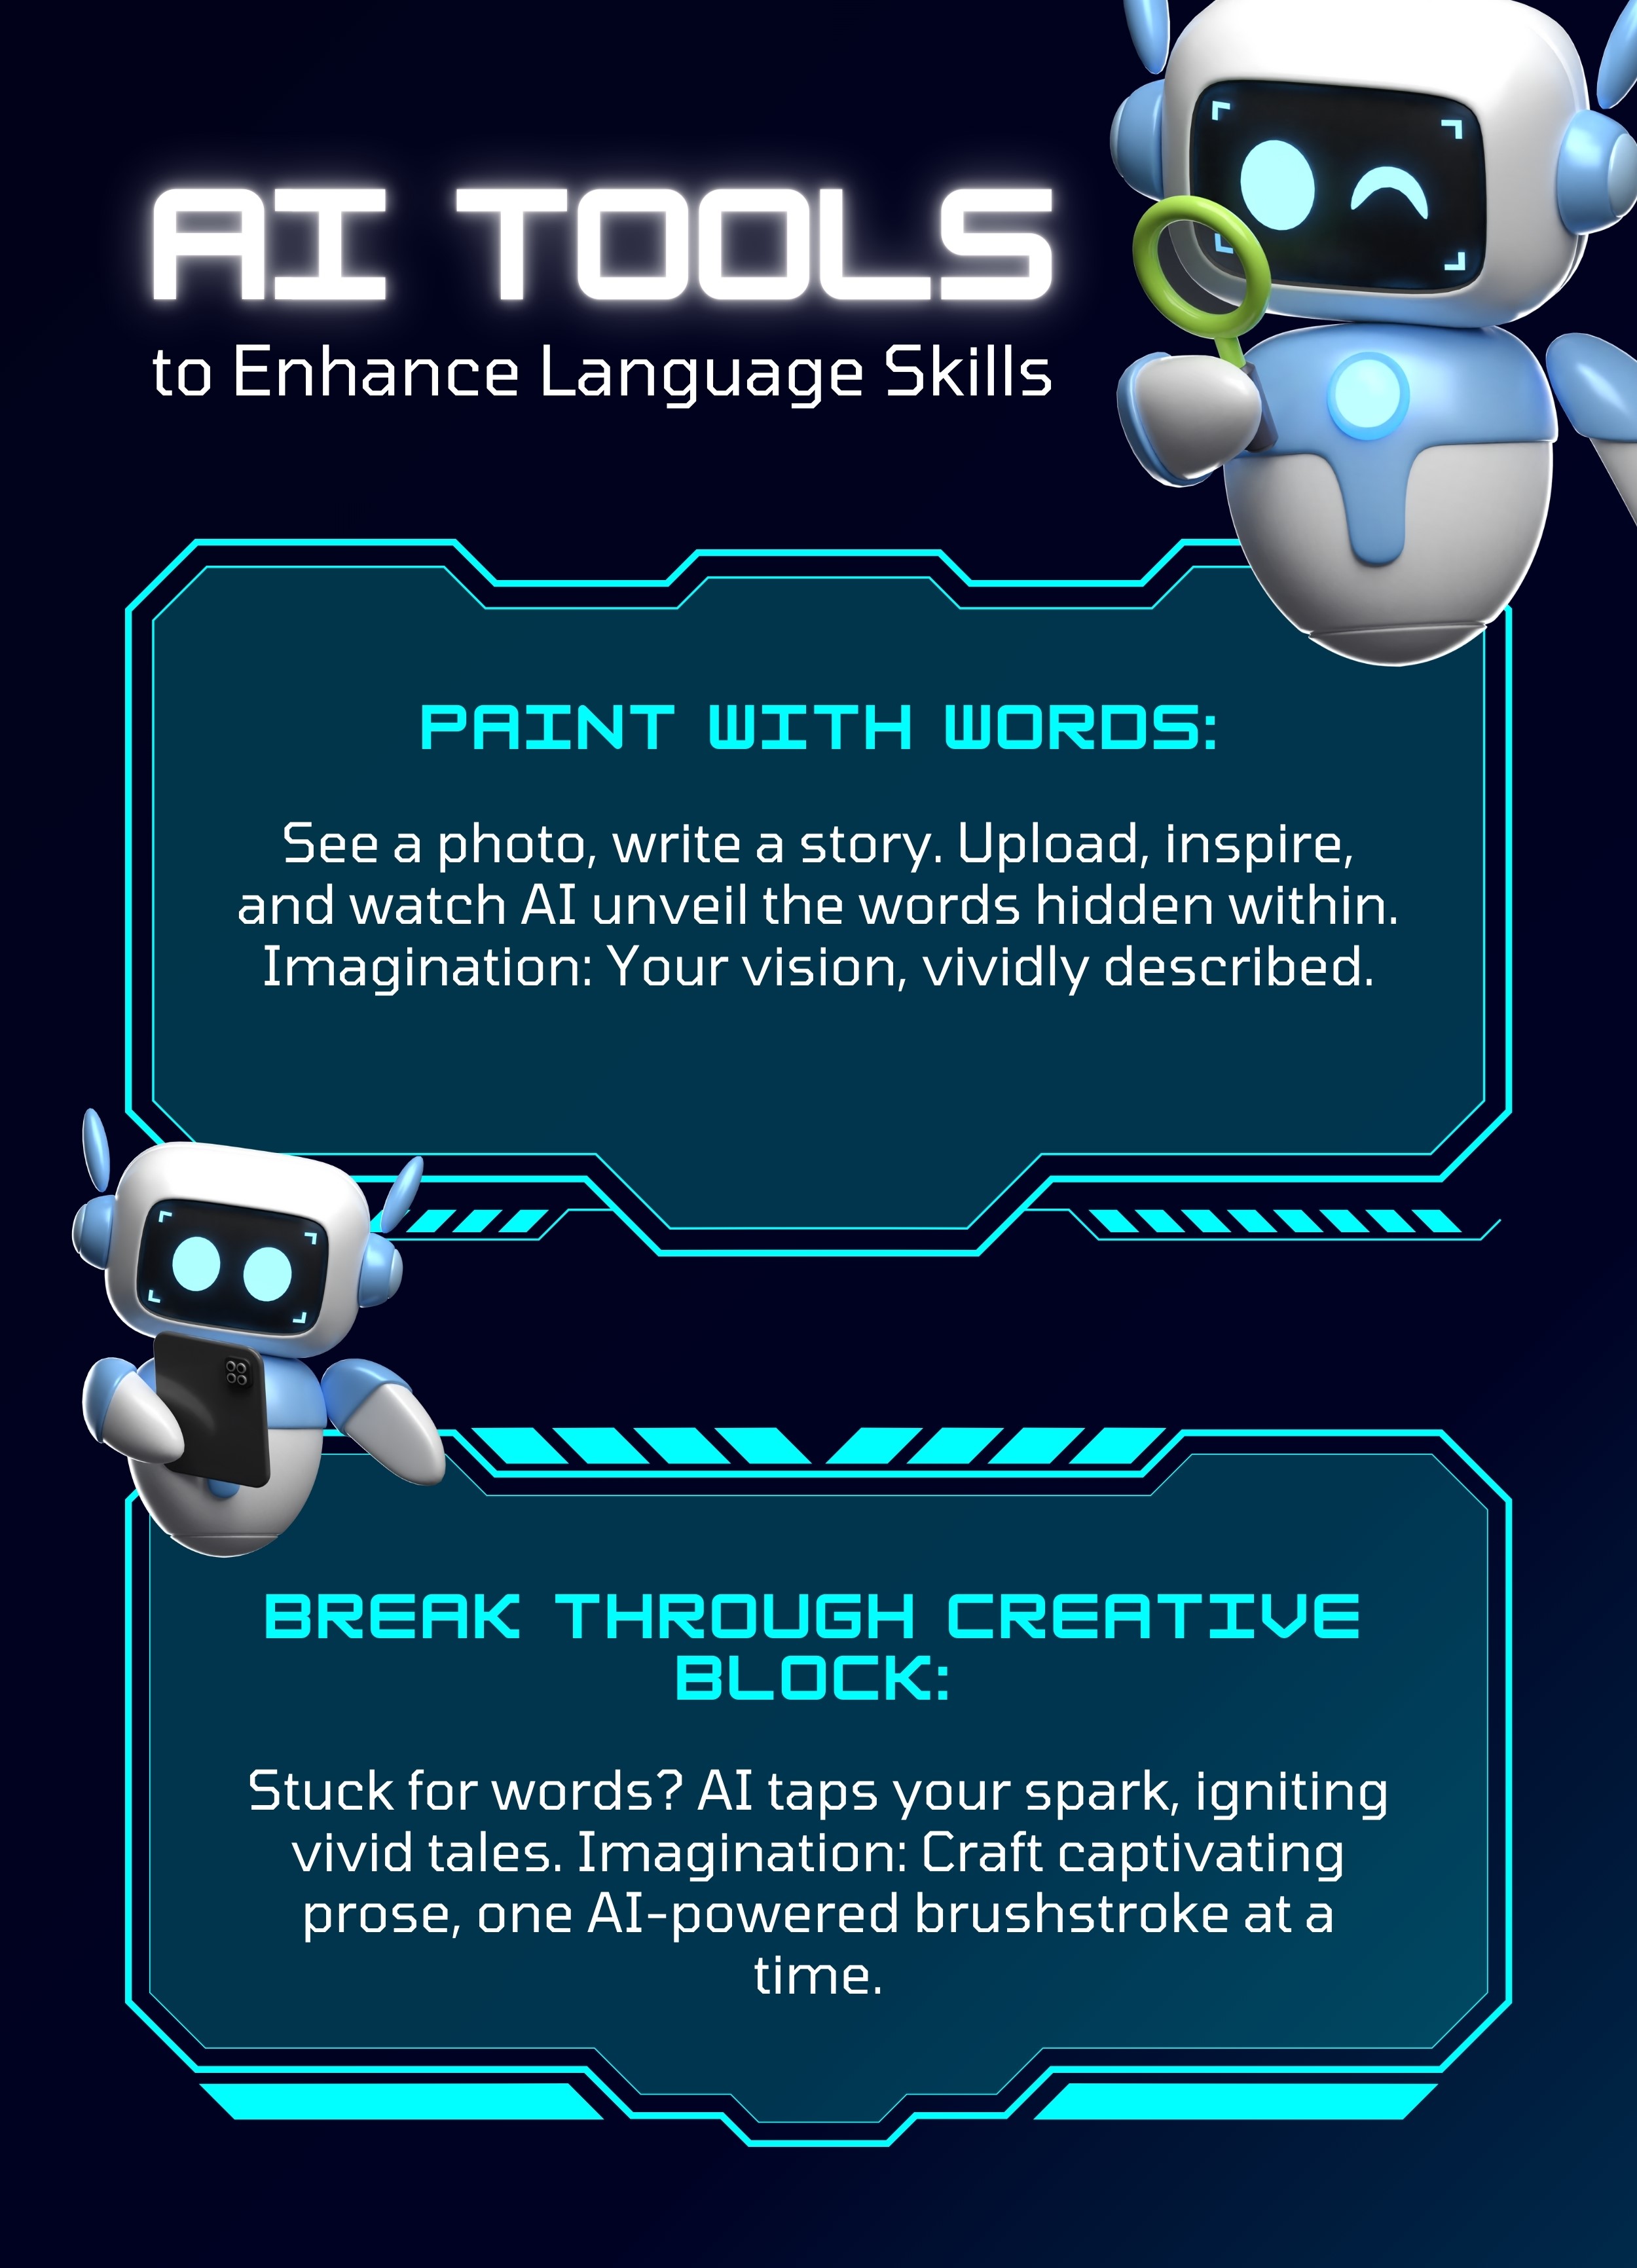 AI TOOLS
to Enhance Language Skills
PAINT WITH WORDS:
See a photo, write a story. Upload, inspire,
and watch AI unveil the words hidden within.
Imagination: Your vision, vividly described.
BREAK THROUGH CREATIVE
BLOCK:
Stuck for words? AI taps your spark, igniting
vivid tales. Imagination: Craft captivating
prose, one AI-powered brushstroke at a
time.